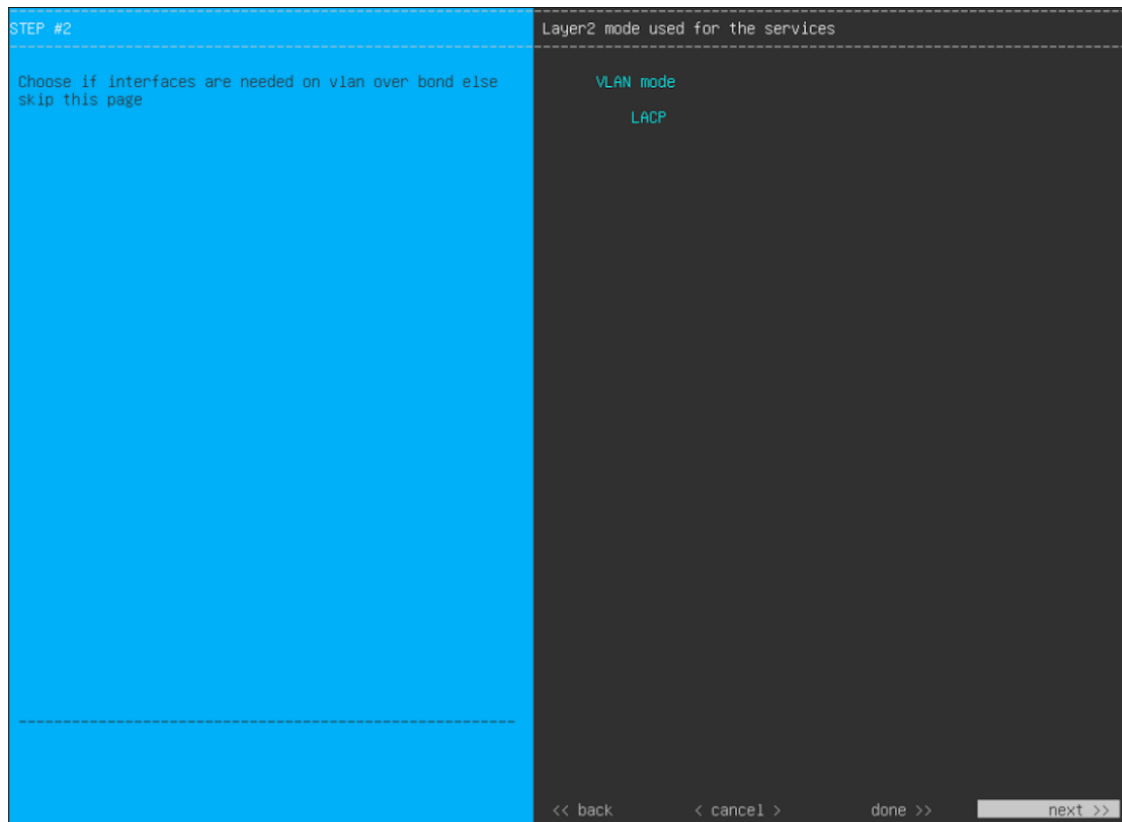 STEP #2
Choose if interfaces are needed on vlan over bond else
skip this page
Layer2 mode used for the services
VLAN mode
LACP
<< back < cancel > done >> next >>